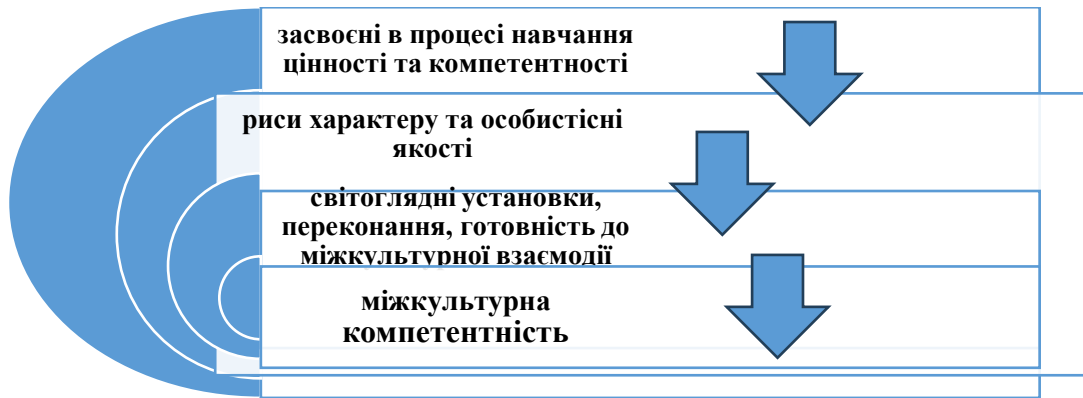 засвоєні в процесі навчання
цінності та компетентності
риси характеру та особистісні
якості
світоглядні установки,
переконання, готовність до
міжкультурної взаємодії
міжкультурна
компетентність